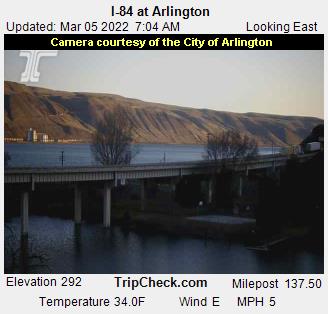 I-84 at Arlington
Updated: Mar 05 2022 7:04 AM Looking East
Camera courtesy of the City of Arlington
Elevation 292 TripCheck.com Milepost 137.50
Temperature 34.0F Wind E MPH 5